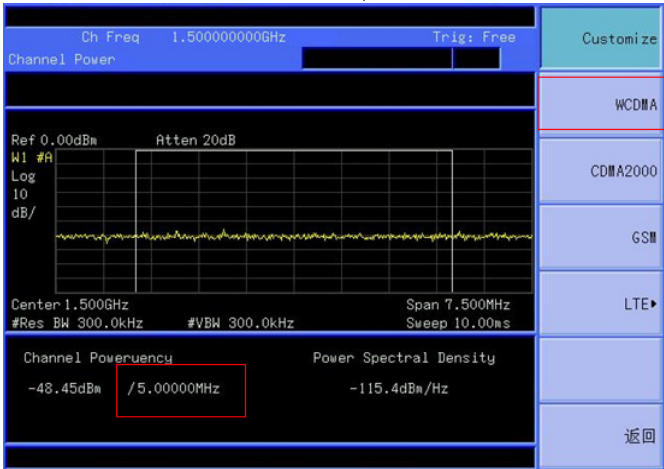 Ch Freq 1.500000000GHz Trig: Free
Channel Power
Ref 0.00dBm Atten 20dB
W1 #A
Log
10
dB/
Center 1.500GHz Span 7.500MHz
#Res BW 300.0kHz #VBW 300.0kHz Sweep 10.00ms
Channel Poweruency Power Spectral Density
-48.45dBm /5.00000MHz -115.4dBm/Hz
Customize
WCDMA
CDMA2000
GSM
LTE▸
返回